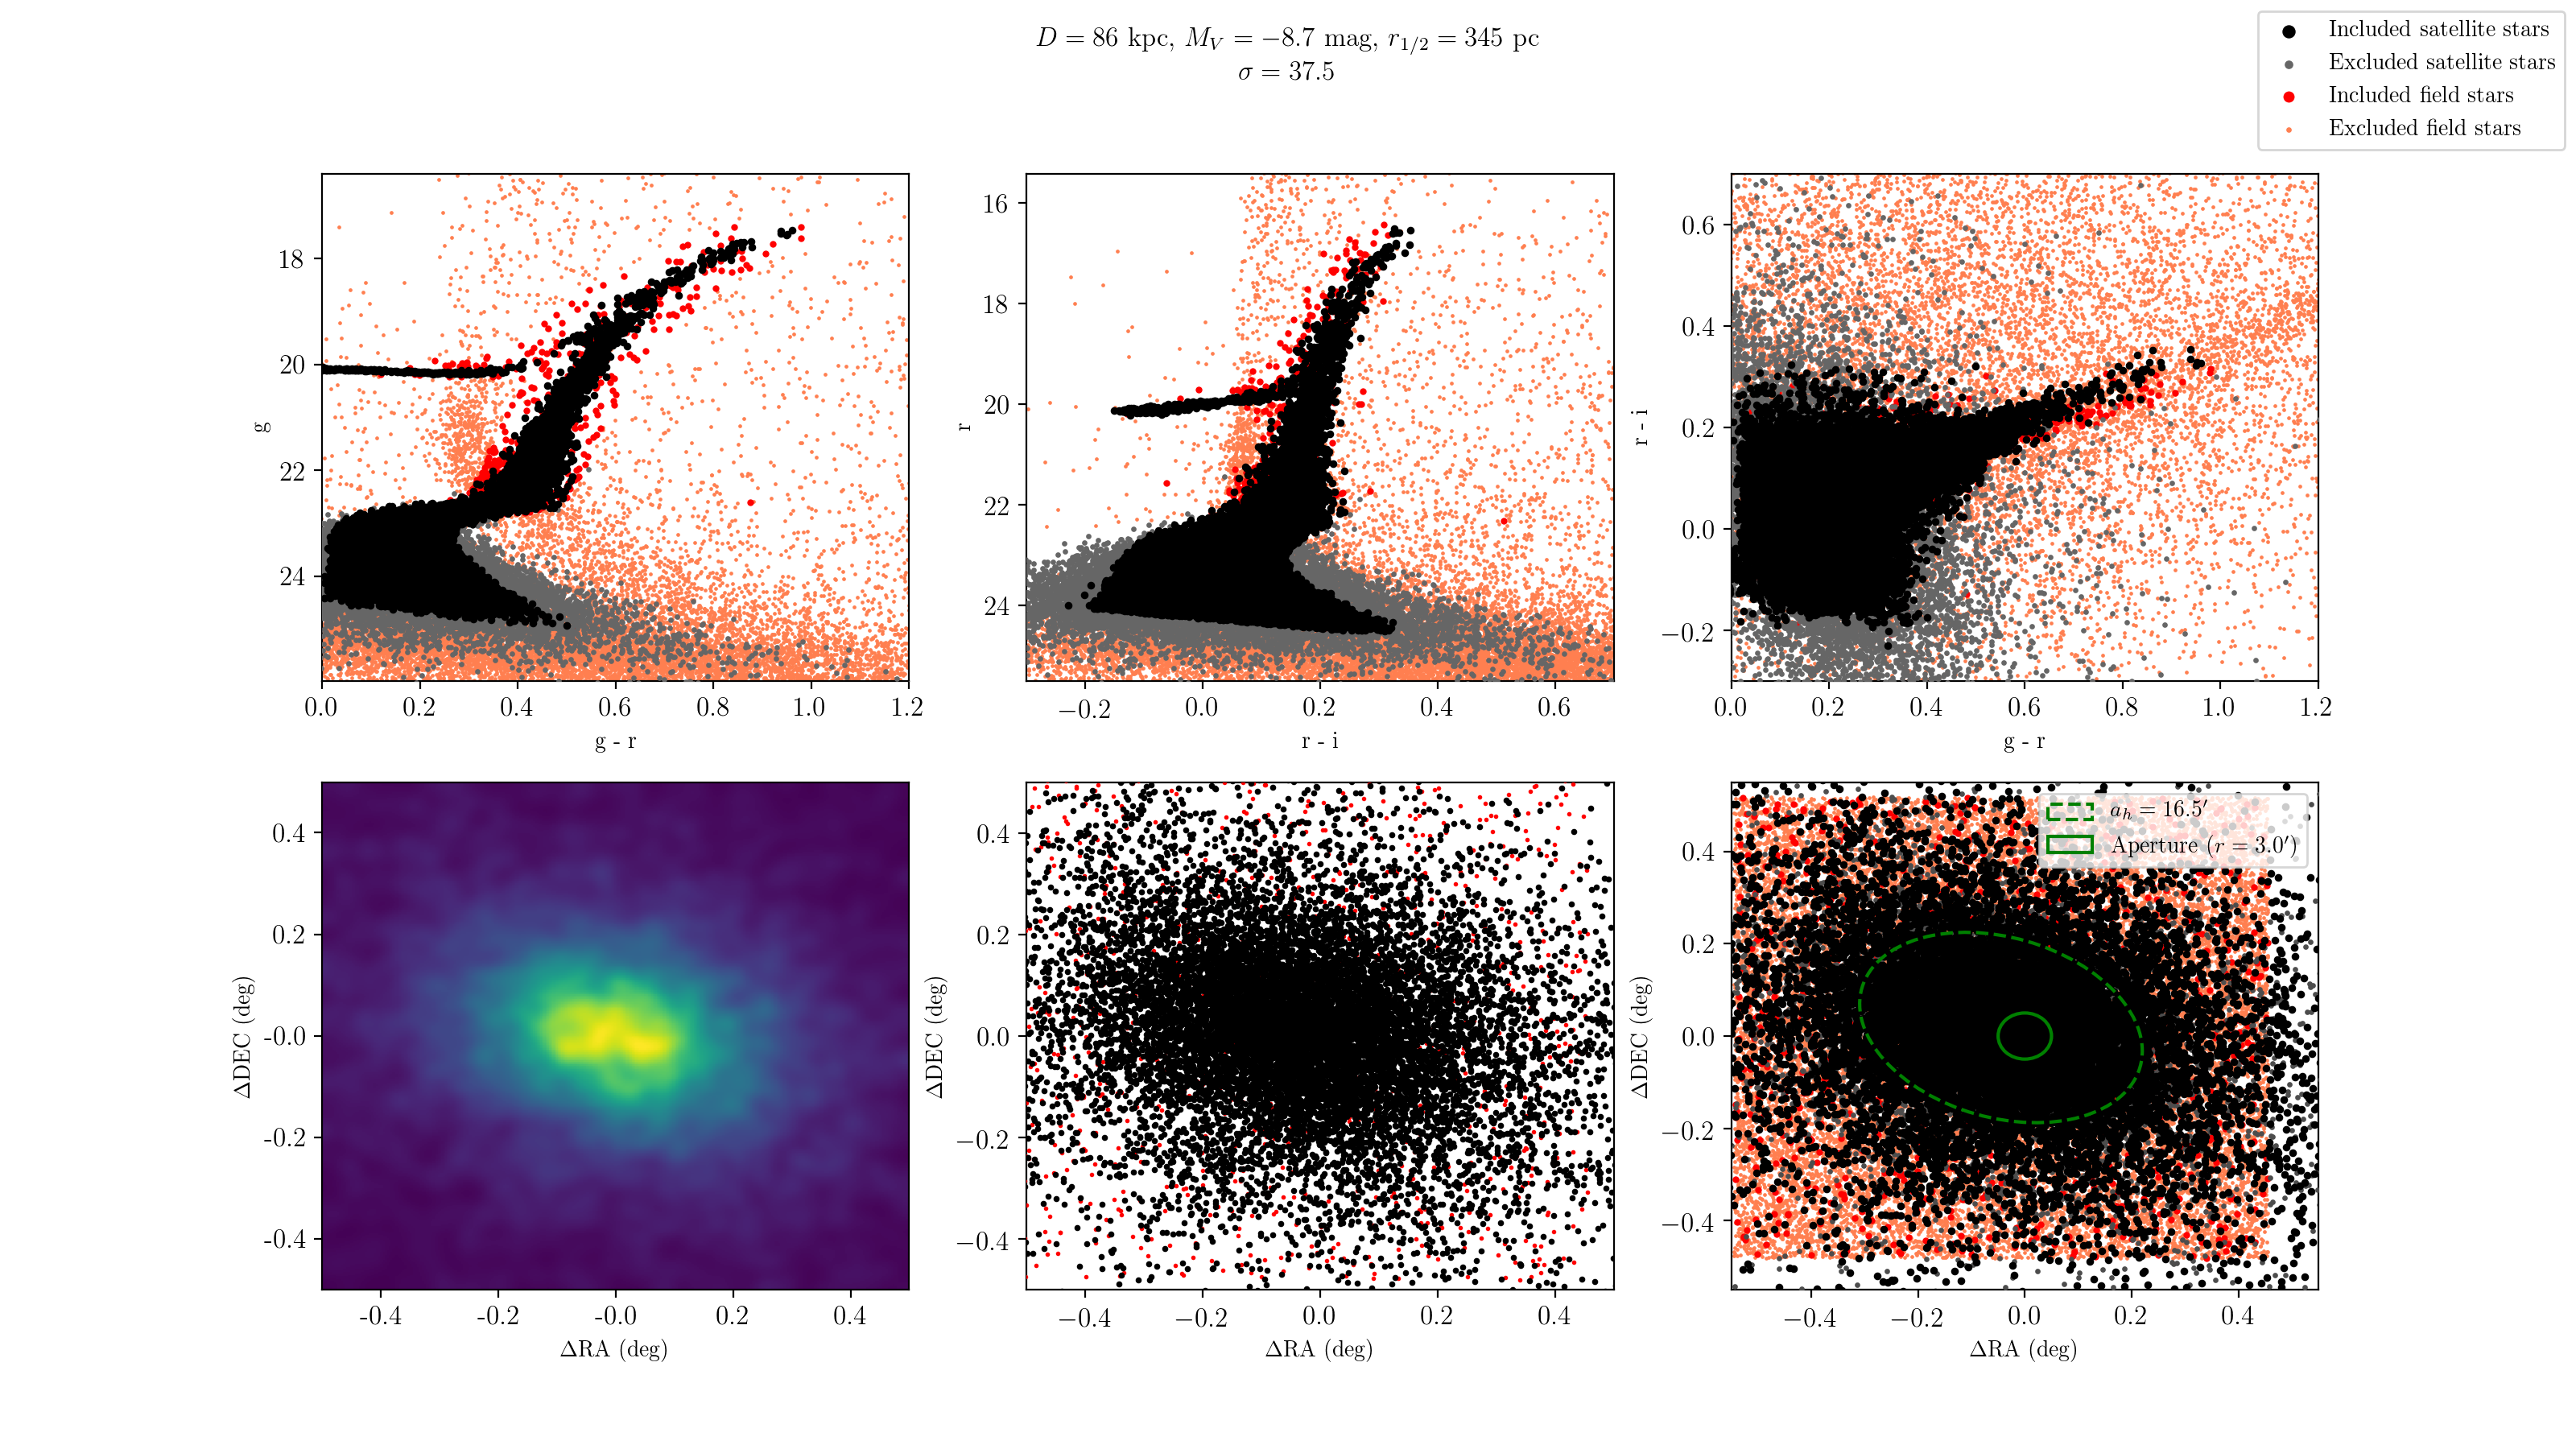 D = 86 kpc, M_V = −8.7 mag, r_{1/2} = 345 pc
σ = 37.5
Included satellite stars
Excluded satellite stars
Included field stars
Excluded field stars
18
20
22
24
g
0.0 0.2 0.4 0.6 0.8 1.0 1.2
g - r
16
18
20
22
24
r
−0.2 0.0 0.2 0.4 0.6
r - i
0.6
0.4
0.2
0.0
−0.2
r - i
0.0 0.2 0.4 0.6 0.8 1.0 1.2
g - r
0.4
0.2
-0.0
-0.2
-0.4
ΔDEC (deg)
-0.4 -0.2 -0.0 0.2 0.4
ΔRA (deg)
0.4
0.2
0.0
−0.2
−0.4
ΔDEC (deg)
−0.4 −0.2 0.0 0.2 0.4
ΔRA (deg)
a_h = 16.5′
Aperture (r = 3.0′)
0.4
0.2
0.0
−0.2
−0.4
ΔDEC (deg)
−0.4 −0.2 0.0 0.2 0.4
ΔRA (deg)